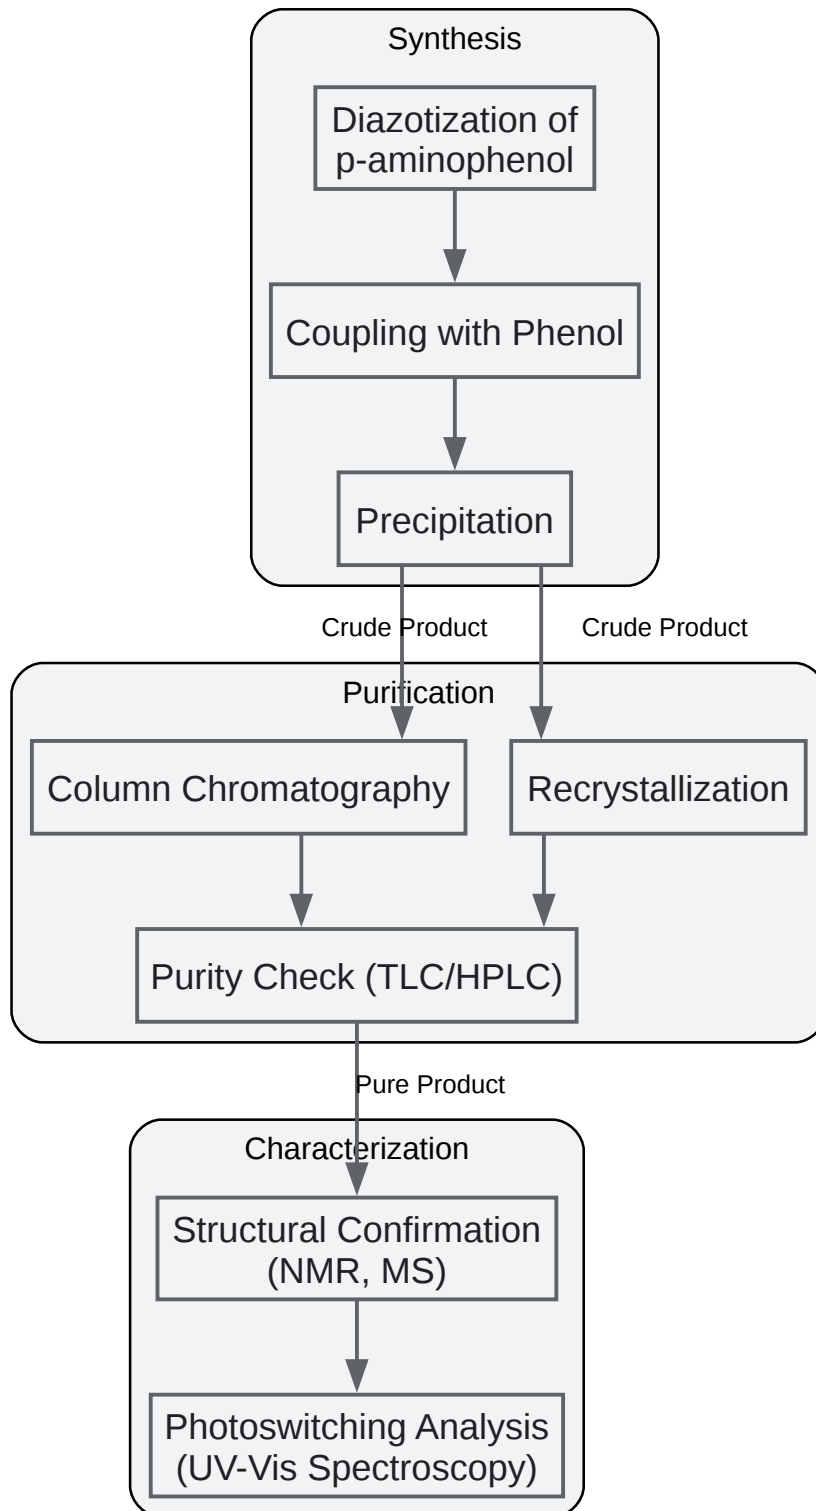 Synthesis
Diazotization of
p-aminophenol
Coupling with Phenol
Precipitation
Crude Product
Crude Product
Purification
Column Chromatography
Recrystallization
Purity Check (TLC/HPLC)
Pure Product
Characterization
Structural Confirmation
(NMR, MS)
Photoswitching Analysis
(UV-Vis Spectroscopy)